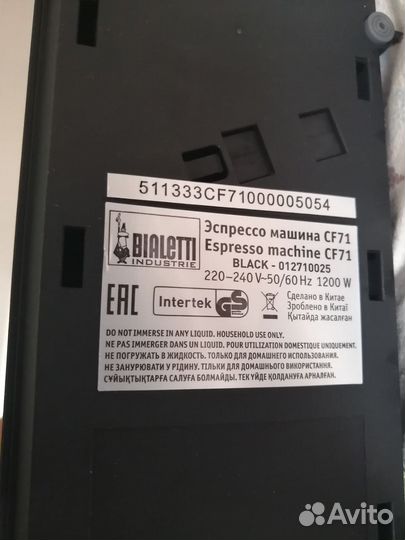 511333CF71000005054
BIALETTI
INDUSTRIE
Эспрессо машина CF71
Espresso machine CF71
BLACK - 012710025
220-240 V~50/60 Hz 1200 W
EAC
Intertek
GS
Сделано в Китае
Зроблено в Китаї
Қытайда жасалған
DO NOT IMMERSE IN ANY LIQUID. HOUSEHOLD USE ONLY.
NE PAS IMMERGER DANS UN LIQUIDE. POUR UTILIZATION DOMESTIQUE UNIQUEMENT.
НЕ ПОГРУЖАТЬ В ЖИДКОСТЬ. ТОЛЬКО ДЛЯ ДОМАШНЕГО ИСПОЛЬЗОВАНИЯ.
НЕ ЗАНУРЮВАТИ У РІДИНУ. ТІЛЬКИ ДЛЯ ДОМАШНЬОГО ВИКОРИСТАННЯ.
СҰЙЫҚТЫҚТАРҒА САЛУҒА БОЛМАЙДЫ. ТЕК ҮЙДЕ ҚОЛДАНУҒА АРНАЛҒАН.
Avito